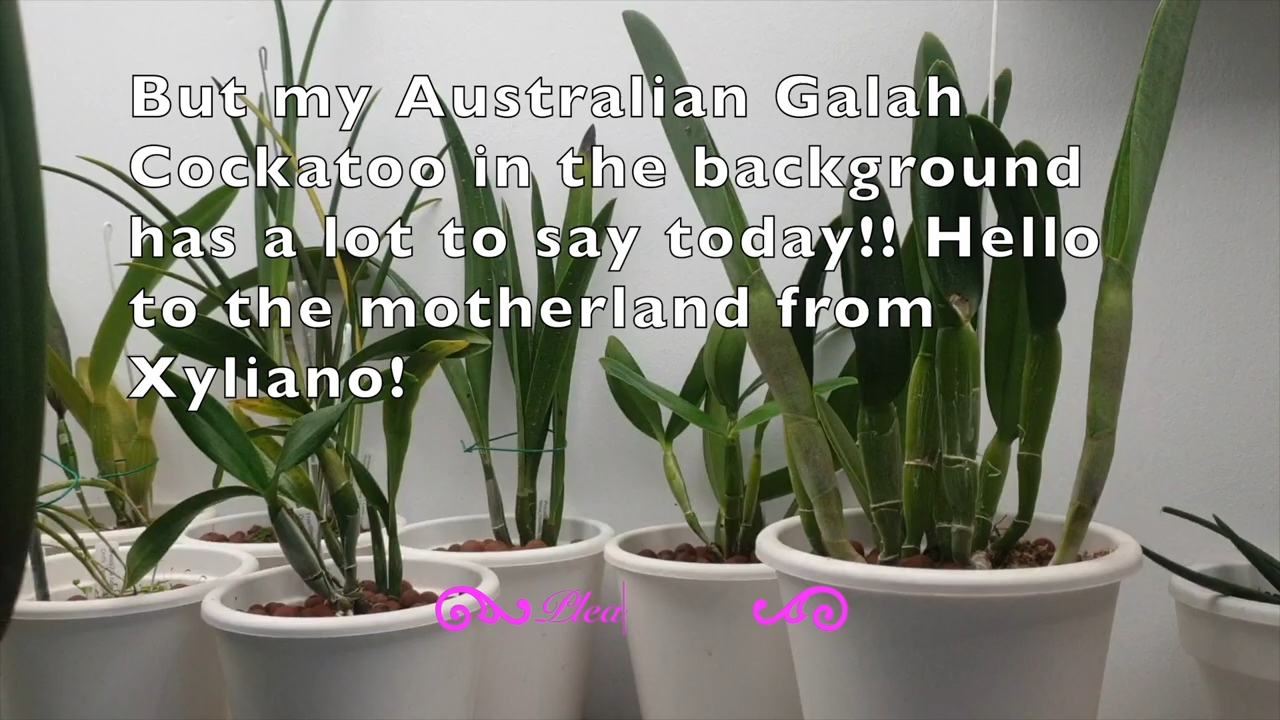 But my Australian Galah
Cockatoo in the background
has a lot to say today!! Hello
to the motherland from
Xyliano!
Plea